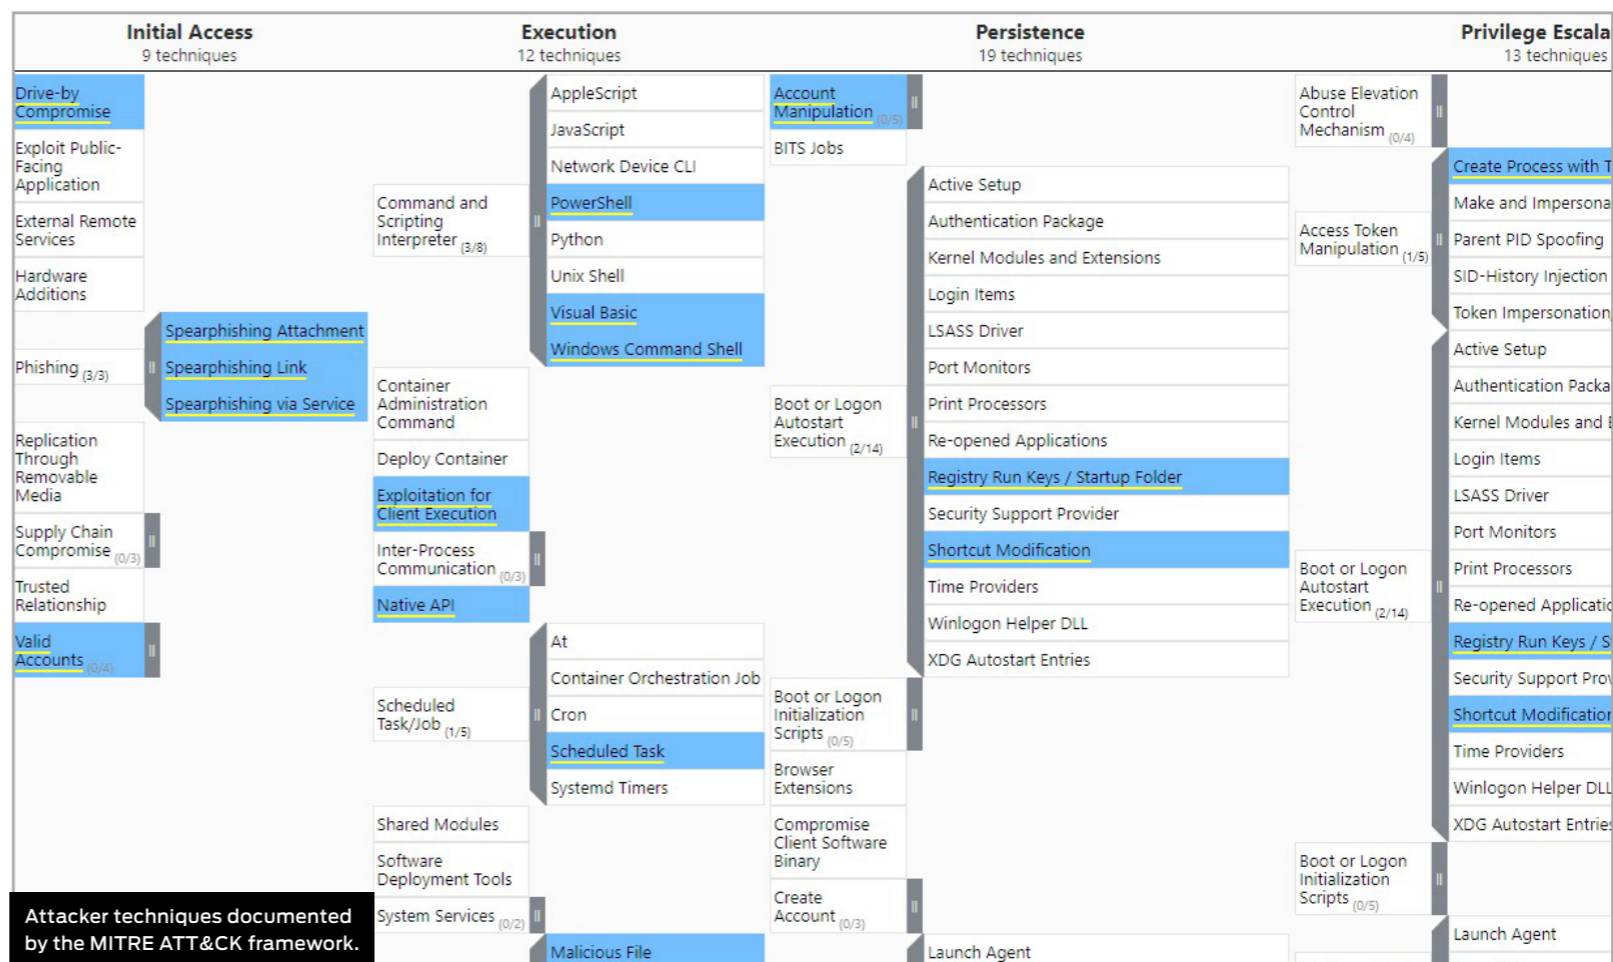 Initial Access
9 techniques
Drive-by
Compromise
Exploit Public-
Facing
Application
External Remote
Services
Hardware
Additions
Phishing (3/3)
Spearphishing Attachment
Spearphishing Link
Spearphishing via Service
Replication
Through
Removable
Media
Supply Chain
Compromise (0/3)
Trusted
Relationship
Valid
Accounts (0/4)
Execution
12 techniques
Command and
Scripting
Interpreter (3/8)
AppleScript
JavaScript
Network Device CLI
PowerShell
Python
Unix Shell
Visual Basic
Windows Command Shell
Container
Administration
Command
Deploy Container
Exploitation for
Client Execution
Inter-Process
Communication (0/3)
Native API
Scheduled
Task/Job (1/5)
At
Container Orchestration Job
Cron
Scheduled Task
Systemd Timers
Shared Modules
Software
Deployment Tools
System Services (0/2)
Malicious File
Persistence
19 techniques
Account
Manipulation (0/5)
BITS Jobs
Boot or Logon
Autostart
Execution (2/14)
Active Setup
Authentication Package
Kernel Modules and Extensions
Login Items
LSASS Driver
Port Monitors
Print Processors
Re-opened Applications
Registry Run Keys / Startup Folder
Security Support Provider
Shortcut Modification
Time Providers
Winlogon Helper DLL
XDG Autostart Entries
Boot or Logon
Initialization
Scripts (0/5)
Browser
Extensions
Compromise
Client Software
Binary
Create
Account (0/3)
Launch Agent
Privilege Escala
13 techniques
Abuse Elevation
Control
Mechanism (0/4)
Access Token
Manipulation (1/5)
Create Process with T
Make and Impersona
Parent PID Spoofing
SID-History Injection
Token Impersonation
Boot or Logon
Autostart
Execution (2/14)
Active Setup
Authentication Packa
Kernel Modules and E
Login Items
LSASS Driver
Port Monitors
Print Processors
Re-opened Applicatio
Registry Run Keys / S
Security Support Prov
Shortcut Modification
Time Providers
Winlogon Helper DLL
XDG Autostart Entries
Boot or Logon
Initialization
Scripts (0/5)
Launch Agent
Attacker techniques documented
by the MITRE ATT&CK framework.